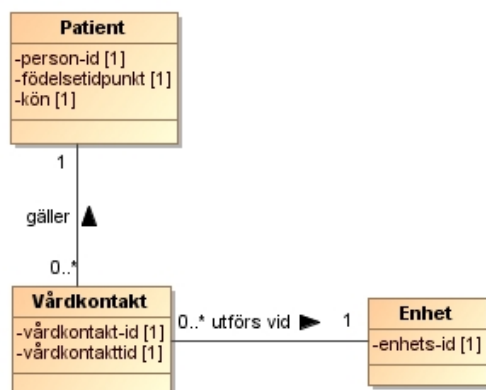 Patient
-person-id [1]
-födelsetidpunkt [1]
-kön [1]
1
gäller
0..*
Vårdkontakt
-vårdkontakt-id [1]
-vårdkontakttid [1]
0..* utförs vid 1
Enhet
-enhets-id [1]